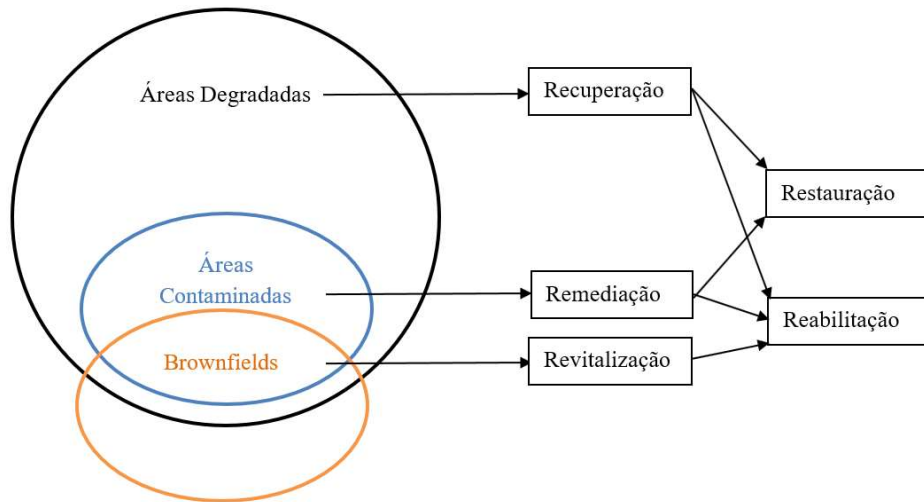 Áreas Degradadas
Recuperação
Restauração
Áreas
Contaminadas
Remediação
Reabilitação
Brownfields
Revitalização